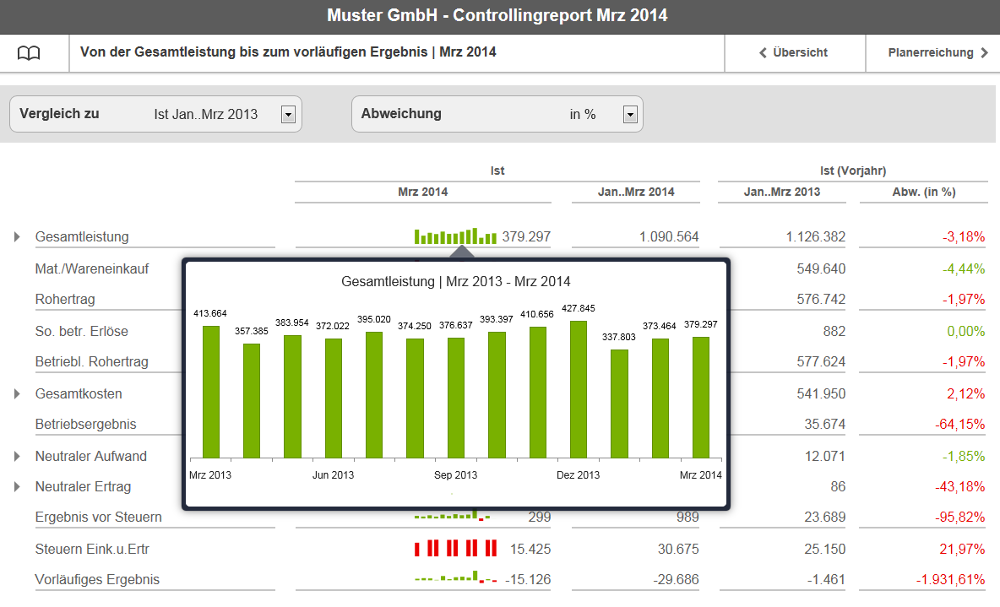 Muster GmbH - Controllingreport Mrz 2014
Von der Gesamtleistung bis zum vorläufigen Ergebnis | Mrz 2014
Übersicht
Planerreichung
Vergleich zu Ist Jan..Mrz 2013
Abweichung in %
Ist Ist (Vorjahr)
Mrz 2014 Jan..Mrz 2014 Jan..Mrz 2013 Abw. (in %)
Gesamtleistung 379.297 1.090.564 1.126.382 -3,18%
Mat./Wareneinkauf 549.640 -4,44%
Rohertrag 576.742 -1,97%
So. betr. Erlöse 882 0,00%
Betriebl. Rohertrag 577.624 -1,97%
Gesamtkosten 541.950 2,12%
Betriebsergebnis 35.674 -64,15%
Neutraler Aufwand 12.071 -1,85%
Neutraler Ertrag 86 -43,18%
Ergebnis vor Steuern 299 989 23.689 -95,82%
Steuern Eink.u.Ertr 15.425 30.675 25.150 21,97%
Vorläufiges Ergebnis -15.126 -29.686 -1.461 -1.931,61%
Gesamtleistung | Mrz 2013 - Mrz 2014
413.664 357.385 383.954 372.022 395.020 374.250 376.637 393.397 410.656 427.845 337.803 373.464 379.297
Mrz 2013 Jun 2013 Sep 2013 Dez 2013 Mrz 2014